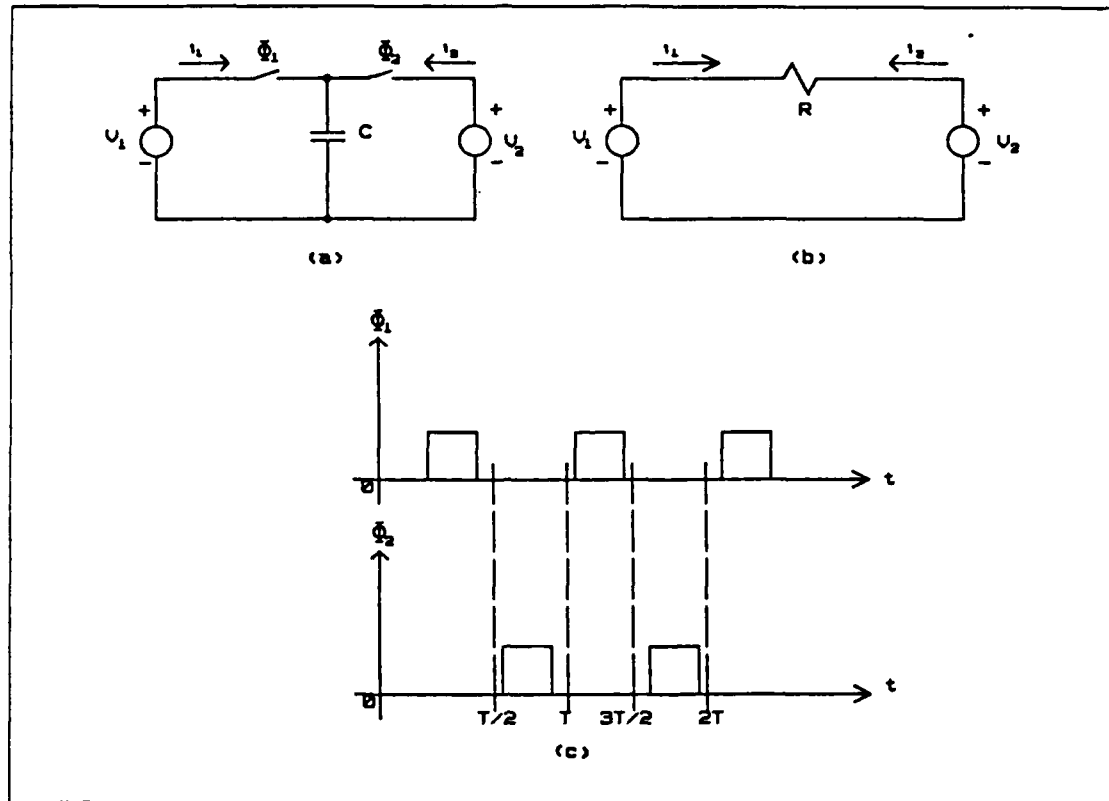 i₁ Φ₁ Φ₂ i₂
+ +
V₁ C V₂
- -
(a)
i₁ i₂
R
+ +
V₁ V₂
- -
(b)
Φ₁
0 t
Φ₂
0 t
T/2 T 3T/2 2T
(c)